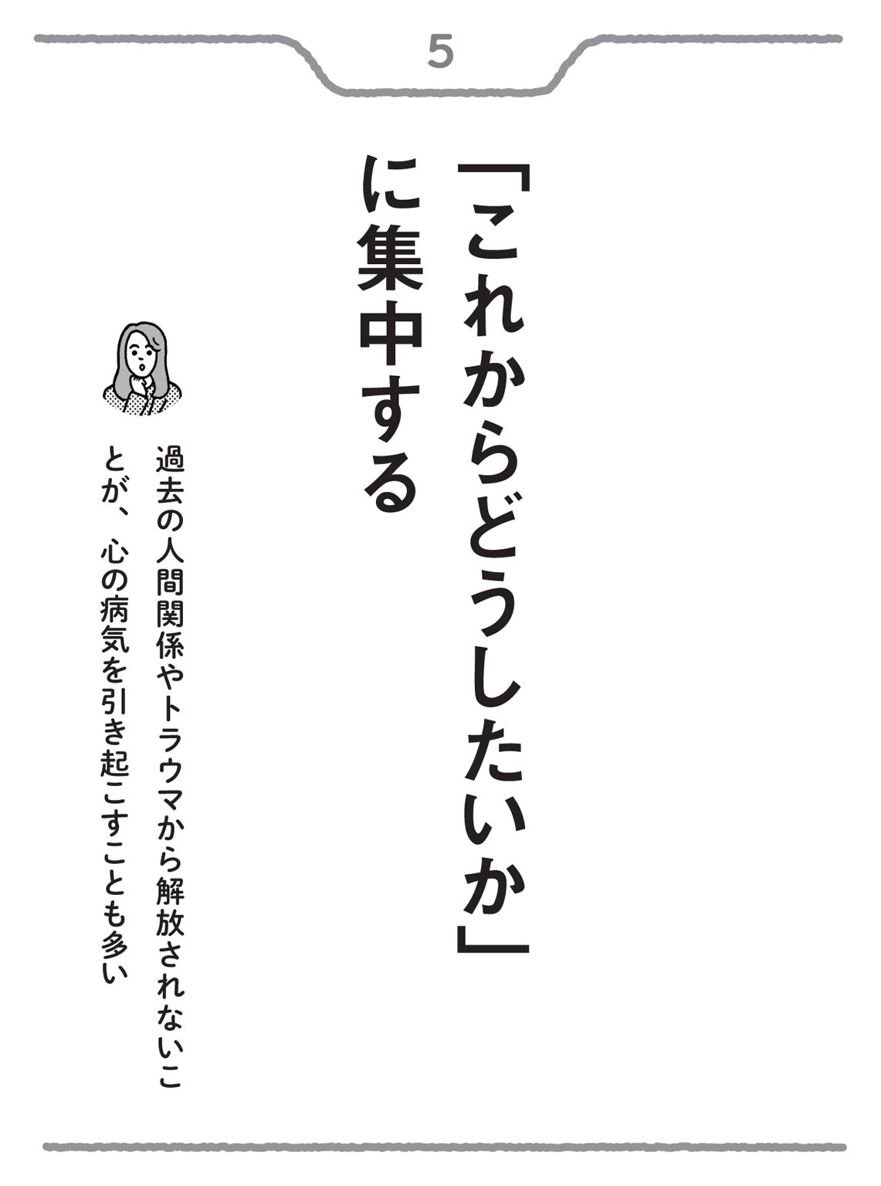 5
「これからどうしたいか」
に集中する
過去の人間関係やトラウマから解放されないこ
とが、心の病気を引き起こすことも多い